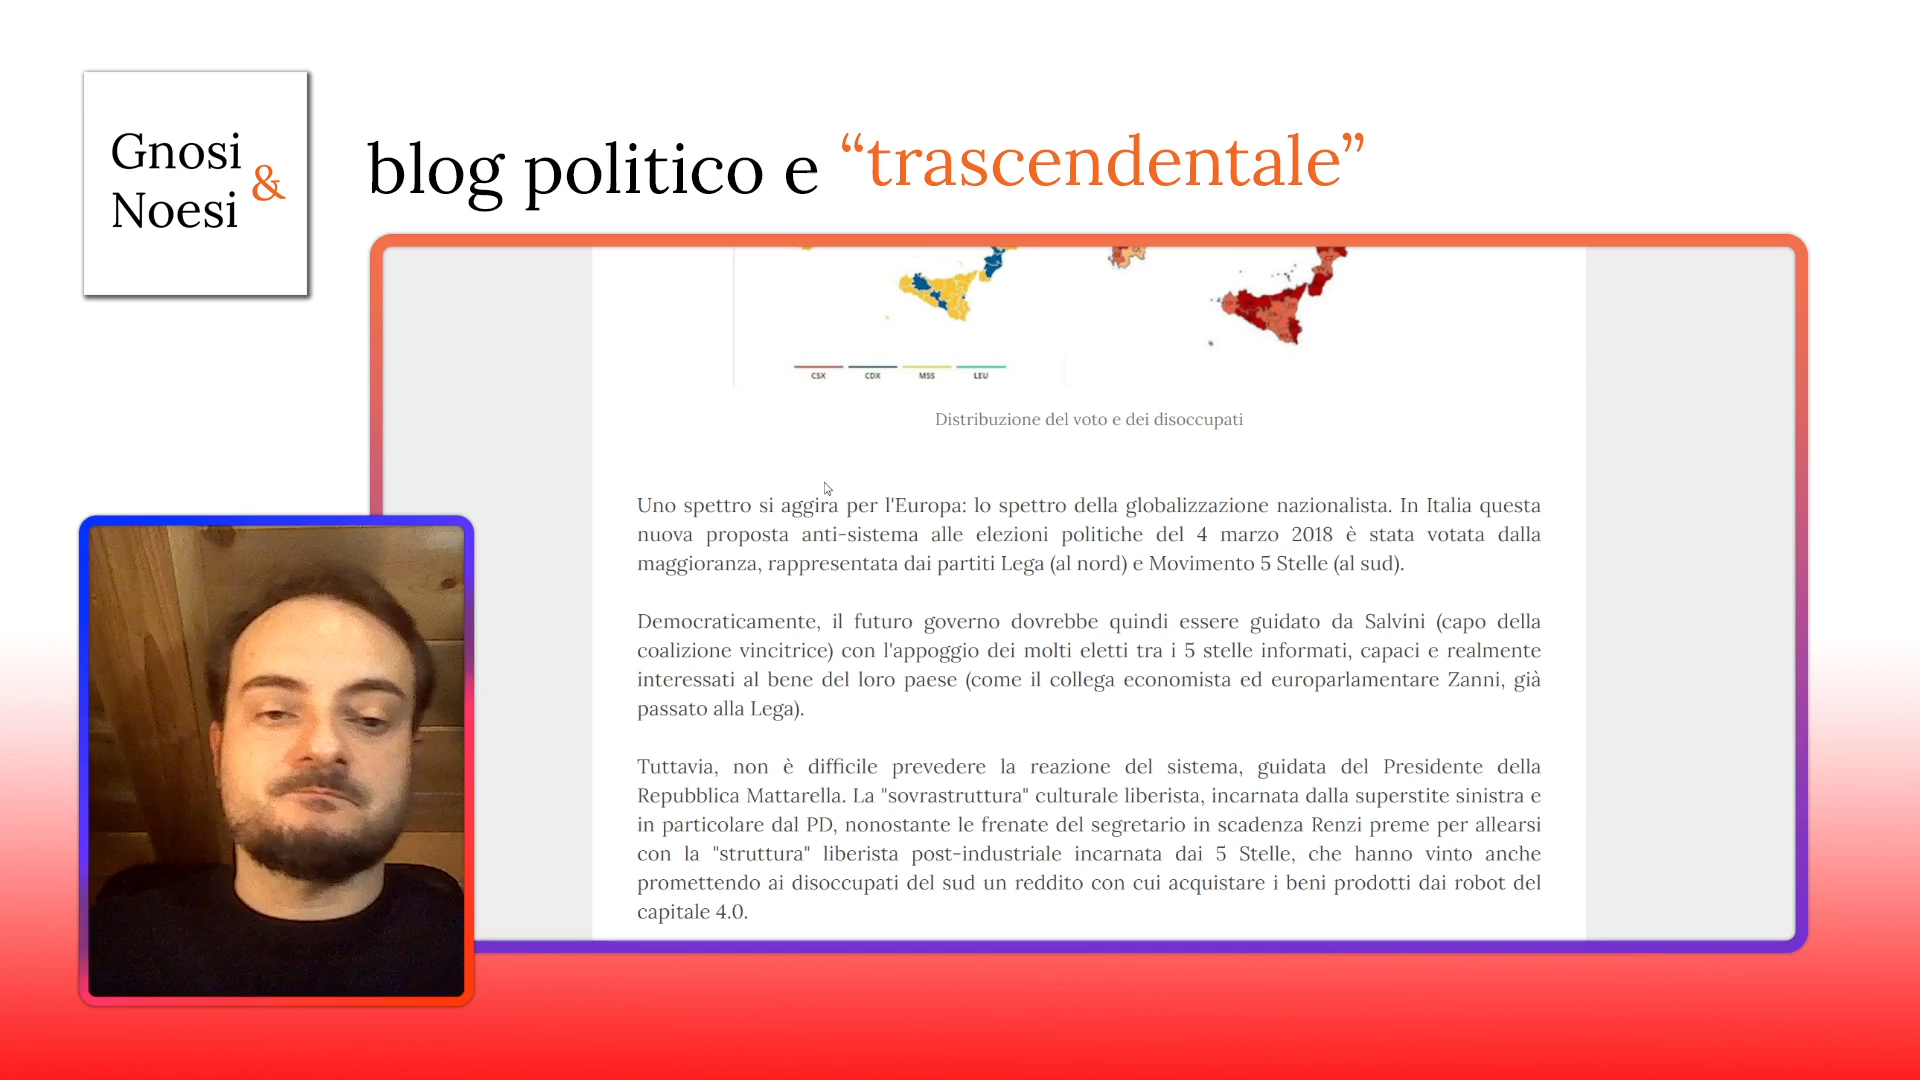 Gnosi
&
Noesi
blog politico e “trascendentale”
CSX CDX M5S LEU
Distribuzione del voto e dei disoccupati
Uno spettro si aggira per l'Europa: lo spettro della globalizzazione nazionalista. In Italia questa
nuova proposta anti-sistema alle elezioni politiche del 4 marzo 2018 è stata votata dalla
maggioranza, rappresentata dai partiti Lega (al nord) e Movimento 5 Stelle (al sud).
Democraticamente, il futuro governo dovrebbe quindi essere guidato da Salvini (capo della
coalizione vincitrice) con l'appoggio dei molti eletti tra i 5 stelle informati, capaci e realmente
interessati al bene del loro paese (come il collega economista ed europarlamentare Zanni, già
passato alla Lega).
Tuttavia, non è difficile prevedere la reazione del sistema, guidata del Presidente della
Repubblica Mattarella. La "sovrastruttura" culturale liberista, incarnata dalla superstite sinistra e
in particolare dal PD, nonostante le frenate del segretario in scadenza Renzi preme per allearsi
con la "struttura" liberista post-industriale incarnata dai 5 Stelle, che hanno vinto anche
promettendo ai disoccupati del sud un reddito con cui acquistare i beni prodotti dai robot del
capitale 4.0.